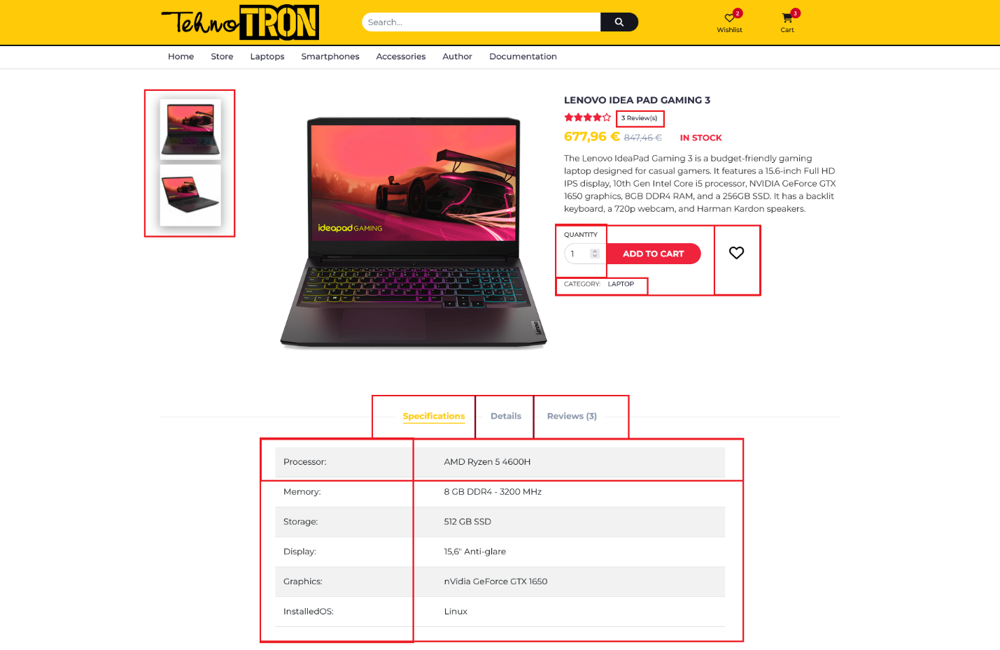 Tehno TRON
Search...
2
Wishlist
3
Cart
Home Store Laptops Smartphones Accessories Author Documentation
LENOVO IDEA PAD GAMING 3
3 Review(s)
677,96 € 847,46 € IN STOCK
The Lenovo IdeaPad Gaming 3 is a budget-friendly gaming
laptop designed for casual gamers. It features a 15.6-inch Full HD
IPS display, 10th Gen Intel Core i5 processor, NVIDIA GeForce GTX
1650 graphics, 8GB DDR4 RAM, and a 256GB SSD. It has a backlit
keyboard, a 720p webcam, and Harman Kardon speakers.
ideapad GAMING
Lenovo
QUANTITY
1
ADD TO CART
CATEGORY: LAPTOP
Specifications Details Reviews (3)
Processor: AMD Ryzen 5 4600H
Memory: 8 GB DDR4 - 3200 MHz
Storage: 512 GB SSD
Display: 15,6" Anti-glare
Graphics: nVidia GeForce GTX 1650
InstalledOS: Linux